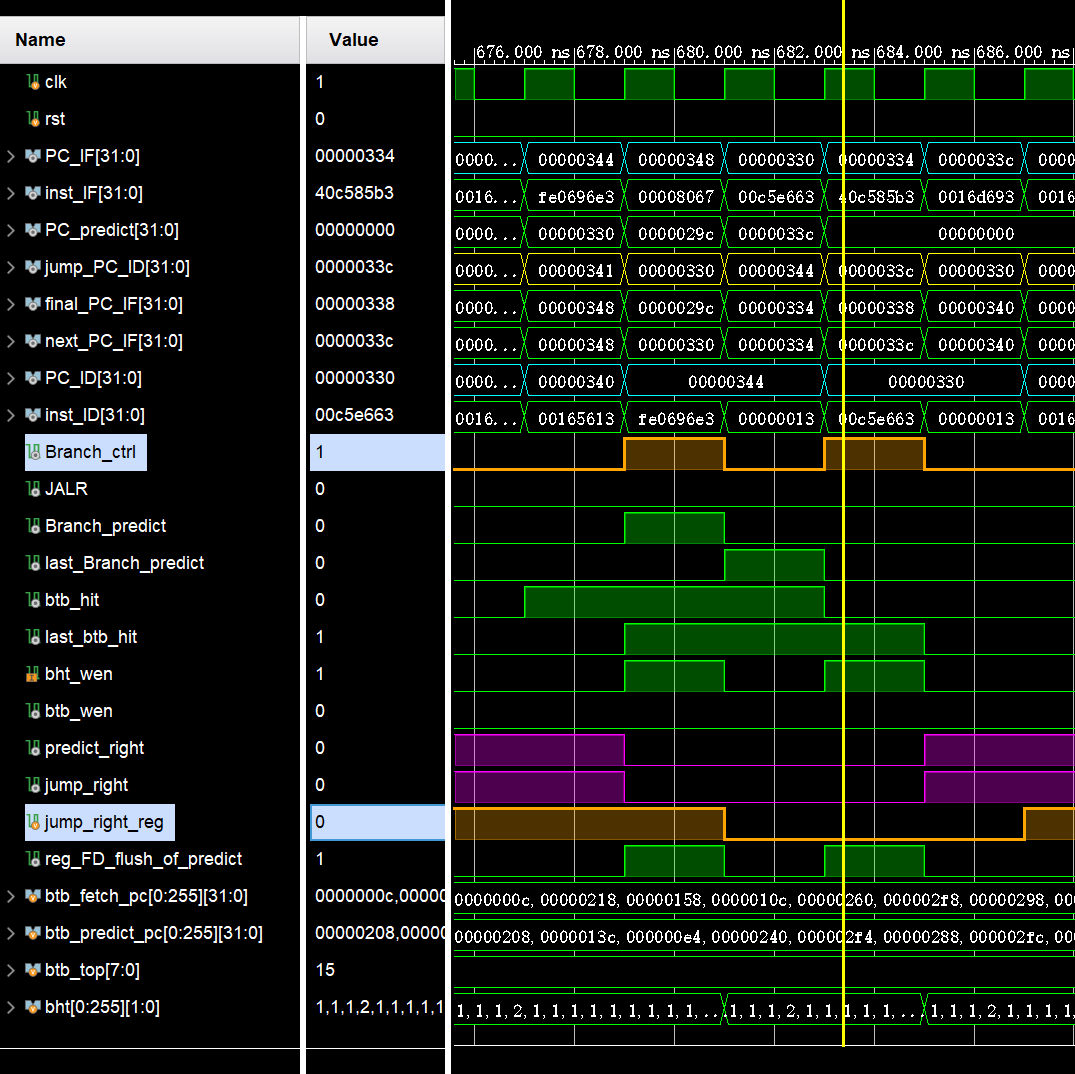 Name Value 676.000 ns 678.000 ns 680.000 ns 682.000 ns 684.000 ns 686.000 ns
clk 1
rst 0
PC_IF[31:0] 00000334 0000... 00000344 00000348 00000330 00000334 0000033c 0000
inst_IF[31:0] 40c585b3 0016... fe0696e3 00008067 00c5e663 40c585b3 0016d693 0016
PC_predict[31:0] 00000000 0000... 00000330 0000029c 0000033c 00000000
jump_PC_ID[31:0] 0000033c 0000... 00000341 00000330 00000344 0000033c 00000330 0000
final_PC_IF[31:0] 00000338 0000... 00000348 0000029c 00000334 00000338 00000340 0000
next_PC_IF[31:0] 0000033c 0000... 00000348 00000330 00000334 0000033c 00000340 0000
PC_ID[31:0] 00000330 0000... 00000340 00000344 00000330 0000
inst_ID[31:0] 00c5e663 0016... 00165613 fe0696e3 00000013 00c5e663 00000013 0016
Branch_ctrl 1
JALR 0
Branch_predict 0
last_Branch_predict 0
btb_hit 0
last_btb_hit 1
bht_wen 1
btb_wen 0
predict_right 0
jump_right 0
jump_right_reg 0
reg_FD_flush_of_predict 1
btb_fetch_pc[0:255][31:0] 0000000c,00000 0000000c,00000218,00000158,0000010c,00000260,000002f8,00000298,00
btb_predict_pc[0:255][31:0] 00000208,00000 00000208,0000013c,000000e4,00000240,000002f4,00000288,000002fc,00
btb_top[7:0] 15
bht[0:255][1:0] 1,1,1,2,1,1,1,1,1 1,1,1,2,1,1,1,1,1,1,1,... 1,1,1,2,1,1,1,1,1,... 1,1,1,2,1,1,1,1